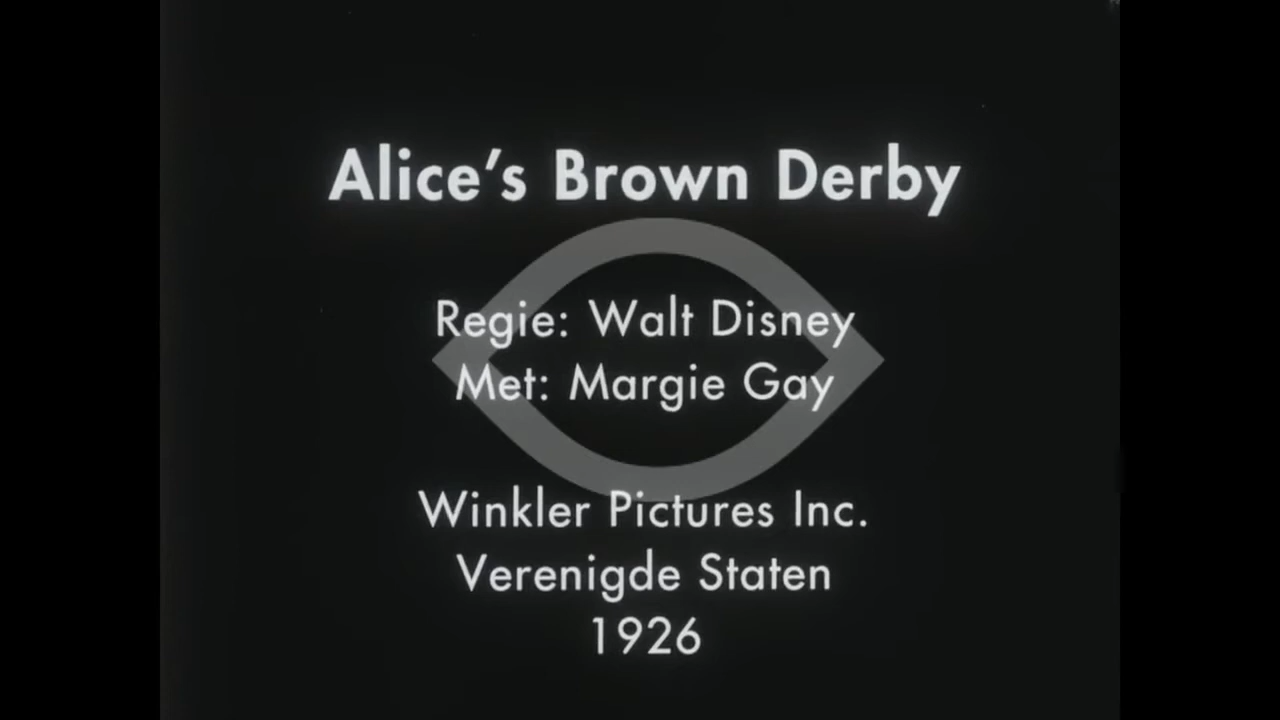 Alice’s Brown Derby
Regie: Walt Disney
Met: Margie Gay
Winkler Pictures Inc.
Verenigde Staten
1926